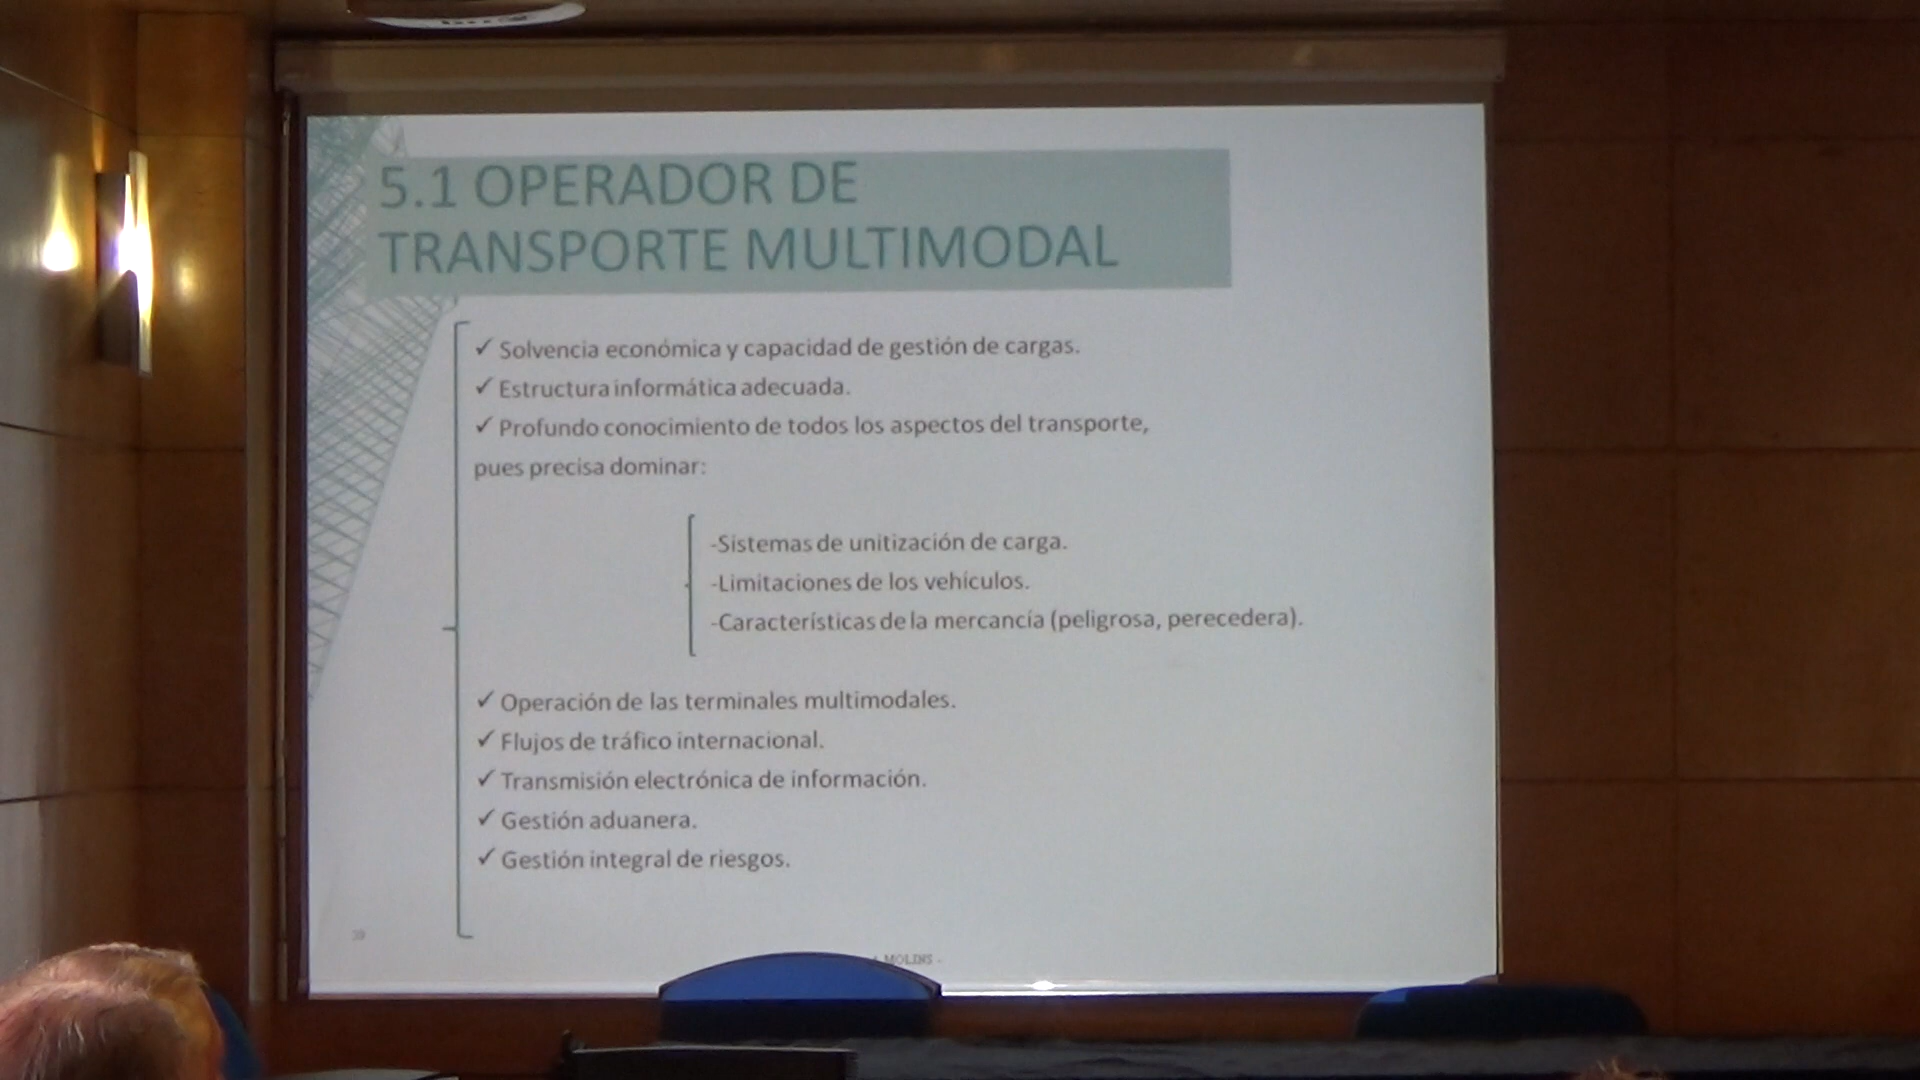 5.1 OPERADOR DE
TRANSPORTE MULTIMODAL
✓ Solvencia económica y capacidad de gestión de cargas.
✓ Estructura informática adecuada.
✓ Profundo conocimiento de todos los aspectos del transporte,
pues precisa dominar:
-Sistemas de unitización de carga.
-Limitaciones de los vehículos.
-Características de la mercancía (peligrosa, perecedera).
✓ Operación de las terminales multimodales.
✓ Flujos de tráfico internacional.
✓ Transmisión electrónica de información.
✓ Gestión aduanera.
✓ Gestión integral de riesgos.
MOLINS -